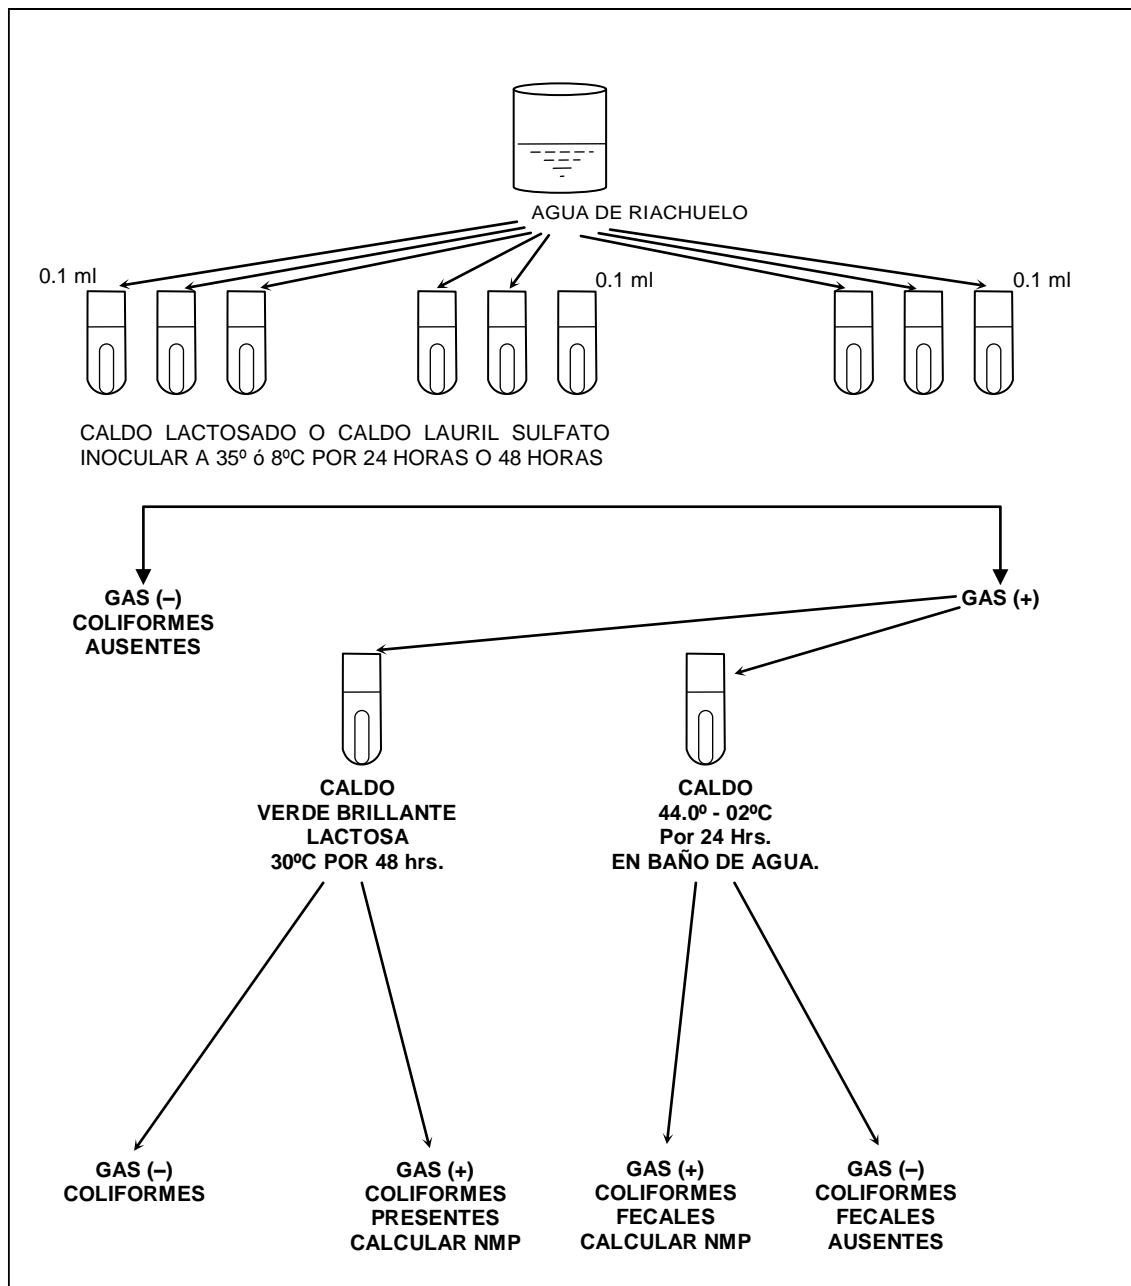 AGUA DE RIACHUELO
0.1 ml
0.1 ml
0.1 ml
CALDO LACTOSADO O CALDO LAURIL SULFATO
INOCULAR A 35º ó 8ºC POR 24 HORAS O 48 HORAS
GAS (–)
COLIFORMES
AUSENTES
GAS (+)
CALDO
VERDE BRILLANTE
LACTOSA
30ºC POR 48 hrs.
CALDO
44.0º - 02ºC
Por 24 Hrs.
EN BAÑO DE AGUA.
GAS (–)
COLIFORMES
GAS (+)
COLIFORMES
PRESENTES
CALCULAR NMP
GAS (+)
COLIFORMES
FECALES
CALCULAR NMP
GAS (–)
COLIFORMES
FECALES
AUSENTES